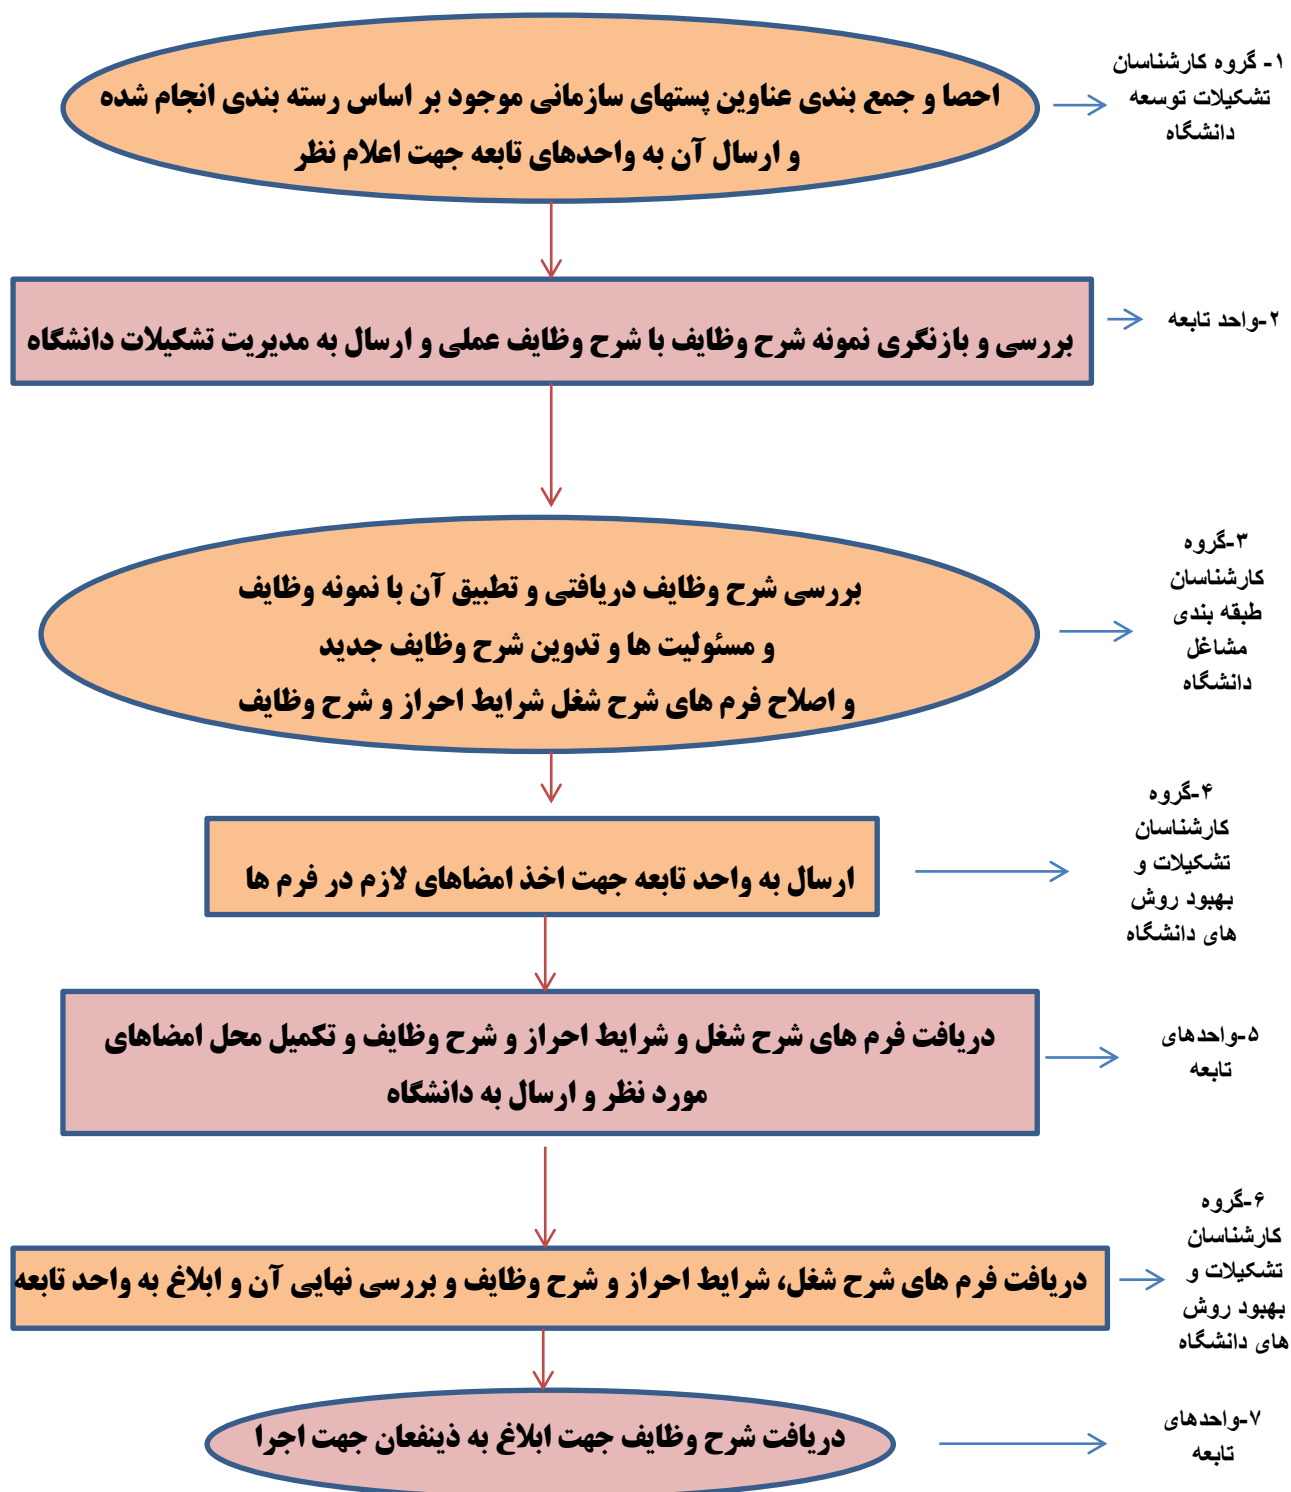 احصا و جمع بندی عناوین پستهای سازمانی موجود بر اساس رسته بندی انجام شده
و ارسال آن به واحدهای تابعه جهت اعلام نظر
۱- گروه کارشناسان
تشکیلات توسعه
دانشگاه
بررسی و بازنگری نمونه شرح وظایف با شرح وظایف عملی و ارسال به مدیریت تشکیلات دانشگاه
۲-واحد تابعه
بررسی شرح وظایف دریافتی و تطبیق آن با نمونه وظایف
و مسئولیت ها و تدوین شرح وظایف جدید
و اصلاح فرم های شرح شغل شرایط احراز و شرح وظایف
۳-گروه
کارشناسان
طبقه بندی
مشاغل
دانشگاه
ارسال به واحد تابعه جهت اخذ امضاهای لازم در فرم ها
۴-گروه
کارشناسان
تشکیلات و
بهبود روش
های دانشگاه
دریافت فرم های شرح شغل و شرایط احراز و شرح وظایف و تکمیل محل امضاهای
مورد نظر و ارسال به دانشگاه
۵-واحدهای
تابعه
دریافت فرم های شرح شغل، شرایط احراز و شرح وظایف و بررسی نهایی آن و ابلاغ به واحد تابعه
۶-گروه
کارشناسان
تشکیلات و
بهبود روش
های دانشگاه
دریافت شرح وظایف جهت ابلاغ به ذینفعان جهت اجرا
۷-واحدهای
تابعه